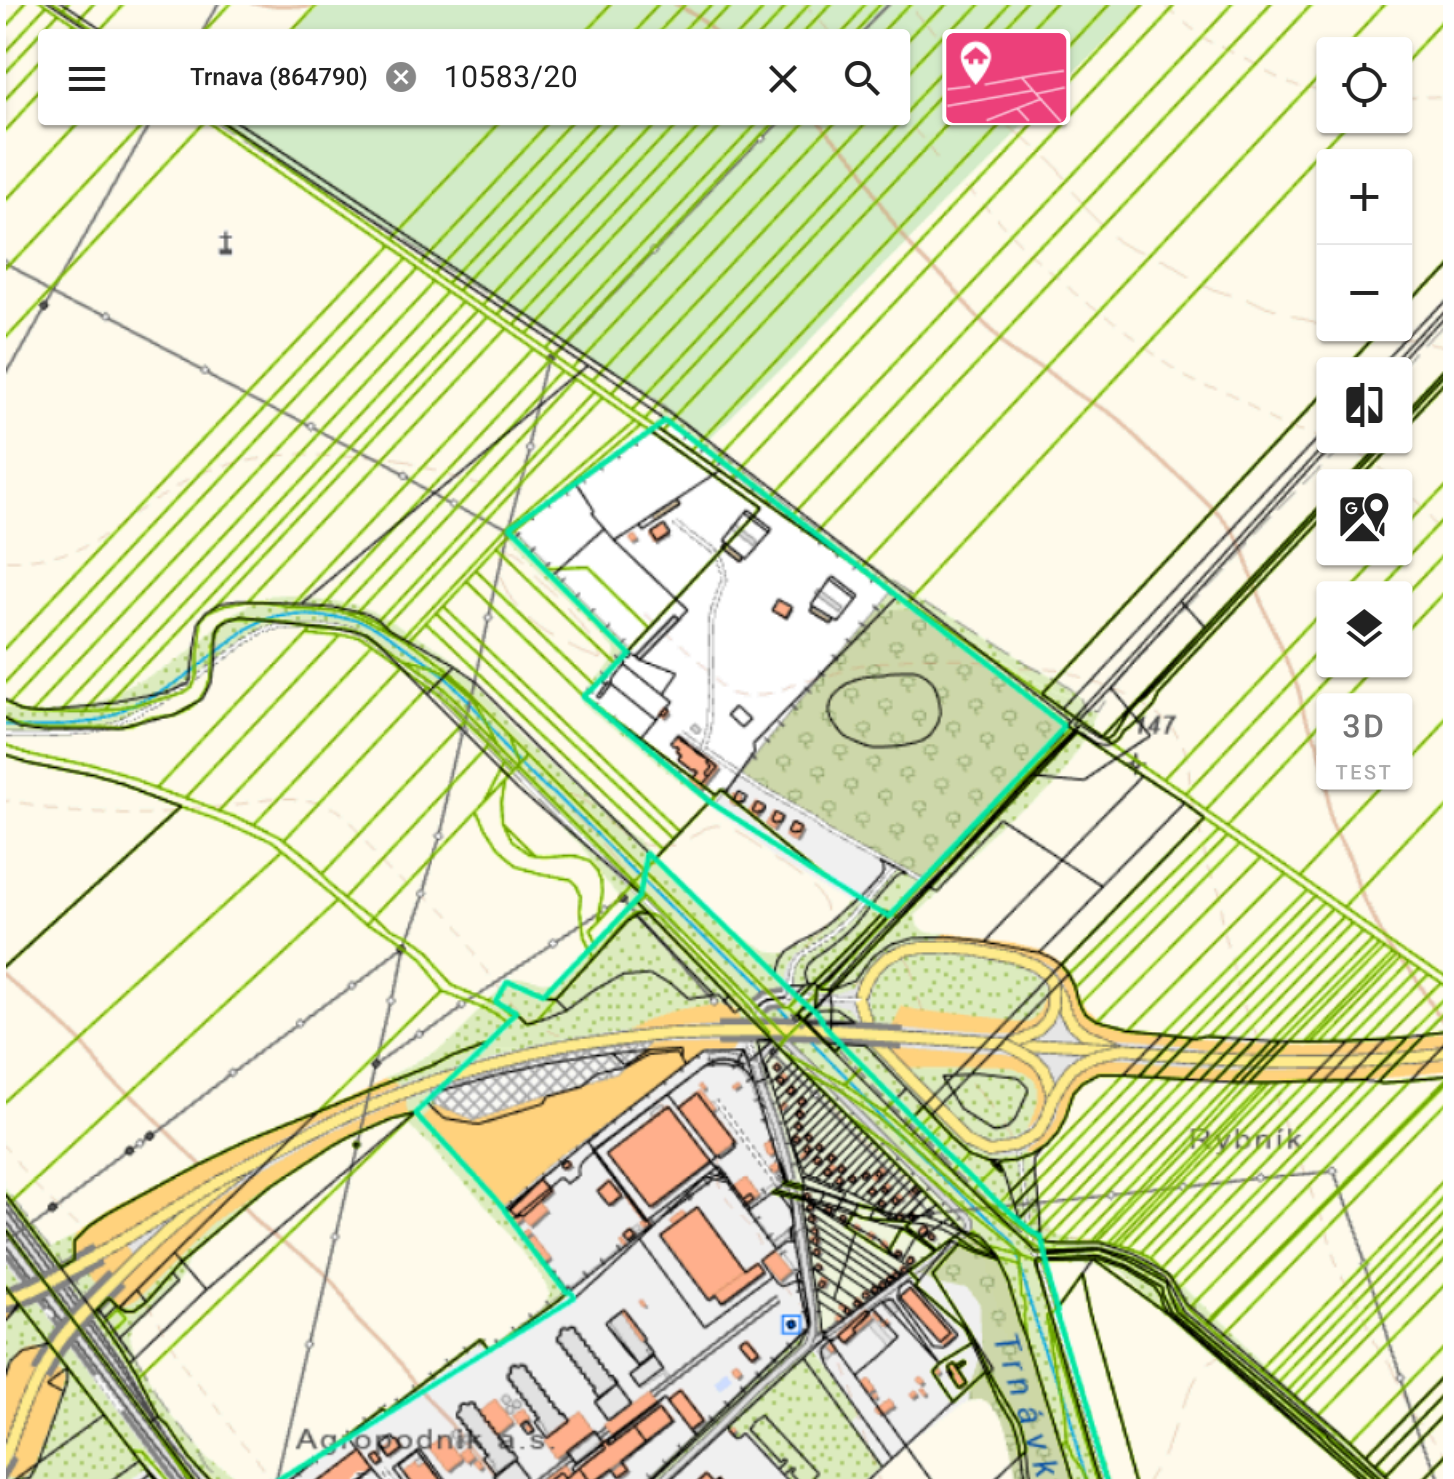 Trnava (864790) 10583/20
G
147
3D
TEST
Rybník
Agropodnik a.s.
Trnávk